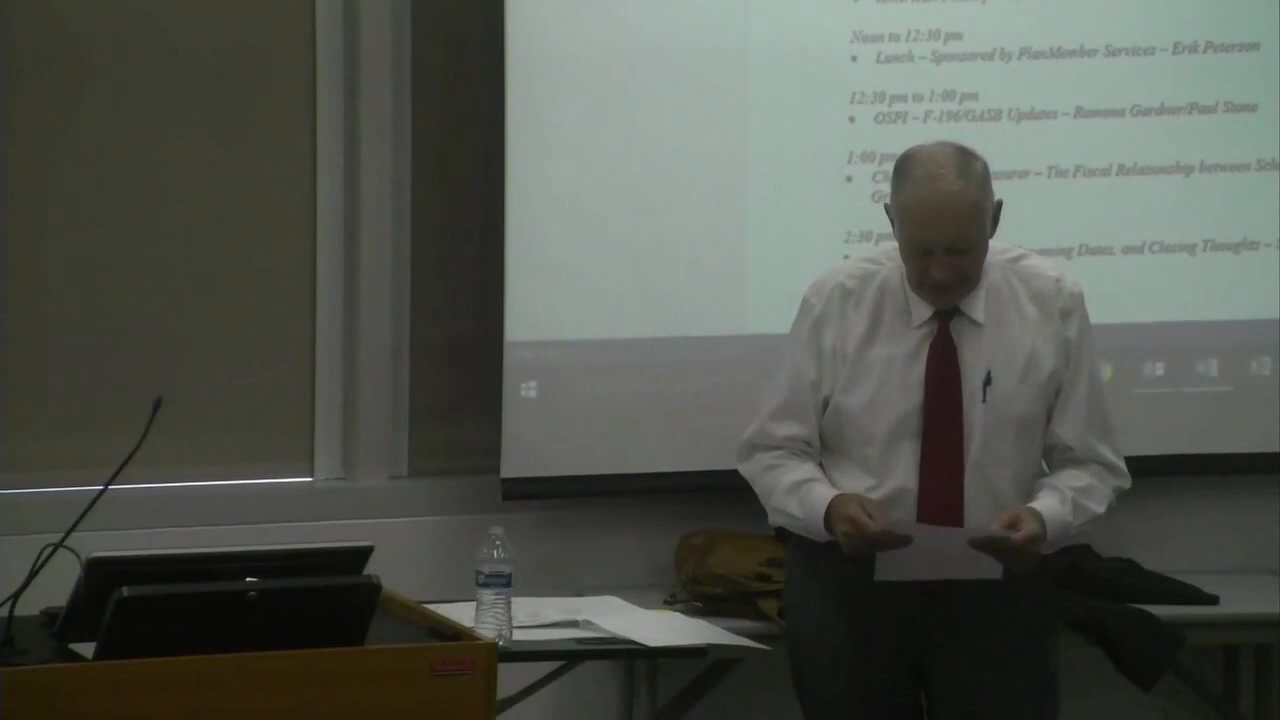 Noon to 12:30 pm
• Lunch – Sponsored by PlanMember Services – Erik Peterson
12:30 pm to 1:00 pm
• OSPI – F-196/GASB Updates – Ramona Gardner/Paul Stone
1:00 pm
• – The Fiscal Relationship between
2:30 pm
Dates, and Closing Thoughts –